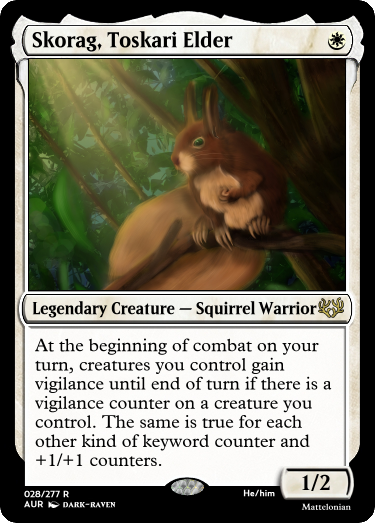 Skorag, Toskari Elder
Legendary Creature — Squirrel Warrior
At the beginning of combat on your
turn, creatures you control gain
vigilance until end of turn if there is a
vigilance counter on a creature you
control. The same is true for each
other kind of keyword counter and
+1/+1 counters.
1/2
028/277 R
He/him
AUR DARK-RAVEN
Mattelonian